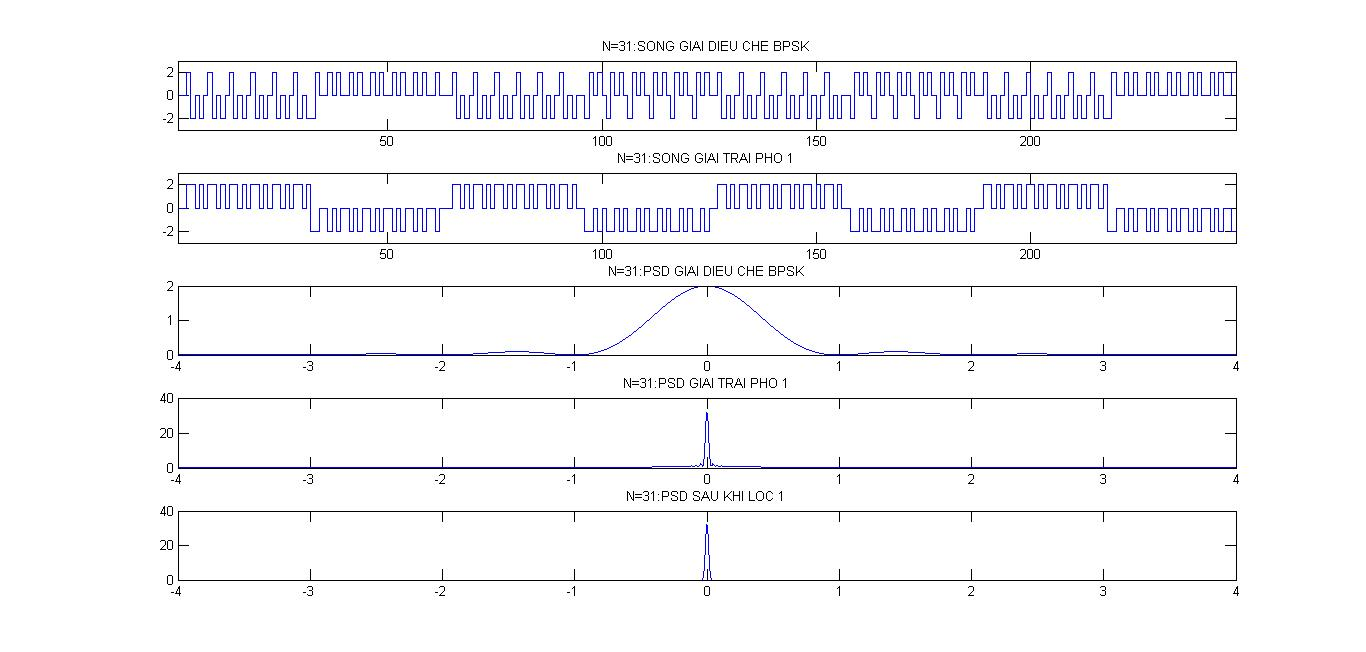 N=31:SONG GIAI DIEU CHE BPSK
2
0
-2
50 100 150 200
N=31:SONG GIAI TRAI PHO 1
2
0
-2
50 100 150 200
N=31:PSD GIAI DIEU CHE BPSK
2
1
0
-4 -3 -2 -1 0 1 2 3 4
N=31:PSD GIAI TRAI PHO 1
40
20
0
-4 -3 -2 -1 0 1 2 3 4
N=31:PSD SAU KHI LOC 1
40
20
0
-4 -3 -2 -1 0 1 2 3 4